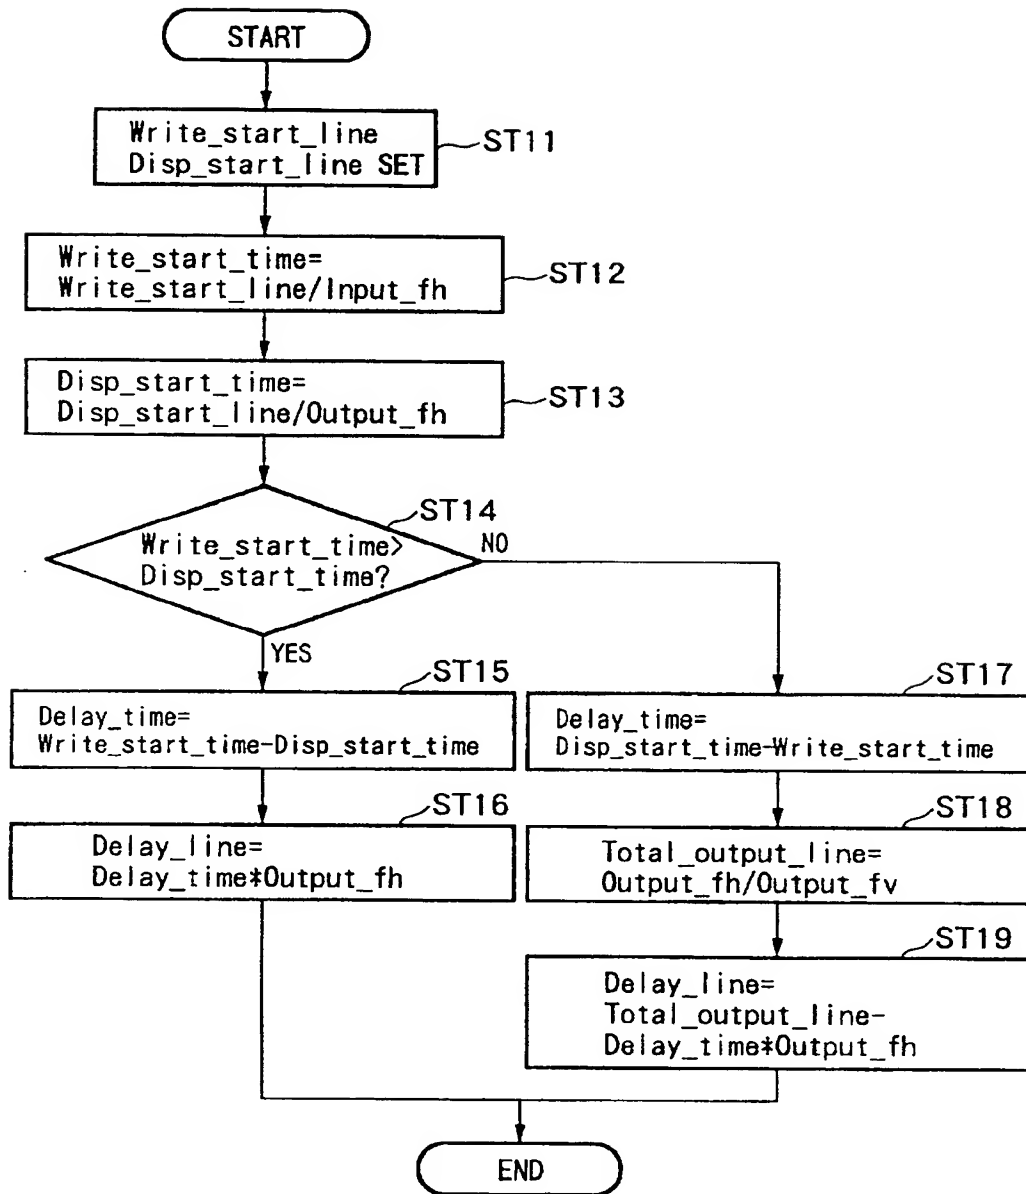 START
Write_start_line
Disp_start_line SET
ST11
Write_start_time=
Write_start_line/Input_fh
ST12
Disp_start_time=
Disp_start_line/Output_fh
ST13
ST14
Write_start_time>
Disp_start_time?
NO
YES
ST15
Delay_time=
Write_start_time-Disp_start_time
ST16
Delay_line=
Delay_time*Output_fh
ST17
Delay_time=
Disp_start_time-Write_start_time
ST18
Total_output_line=
Output_fh/Output_fv
ST19
Delay_line=
Total_output_line-
Delay_time*Output_fh
END